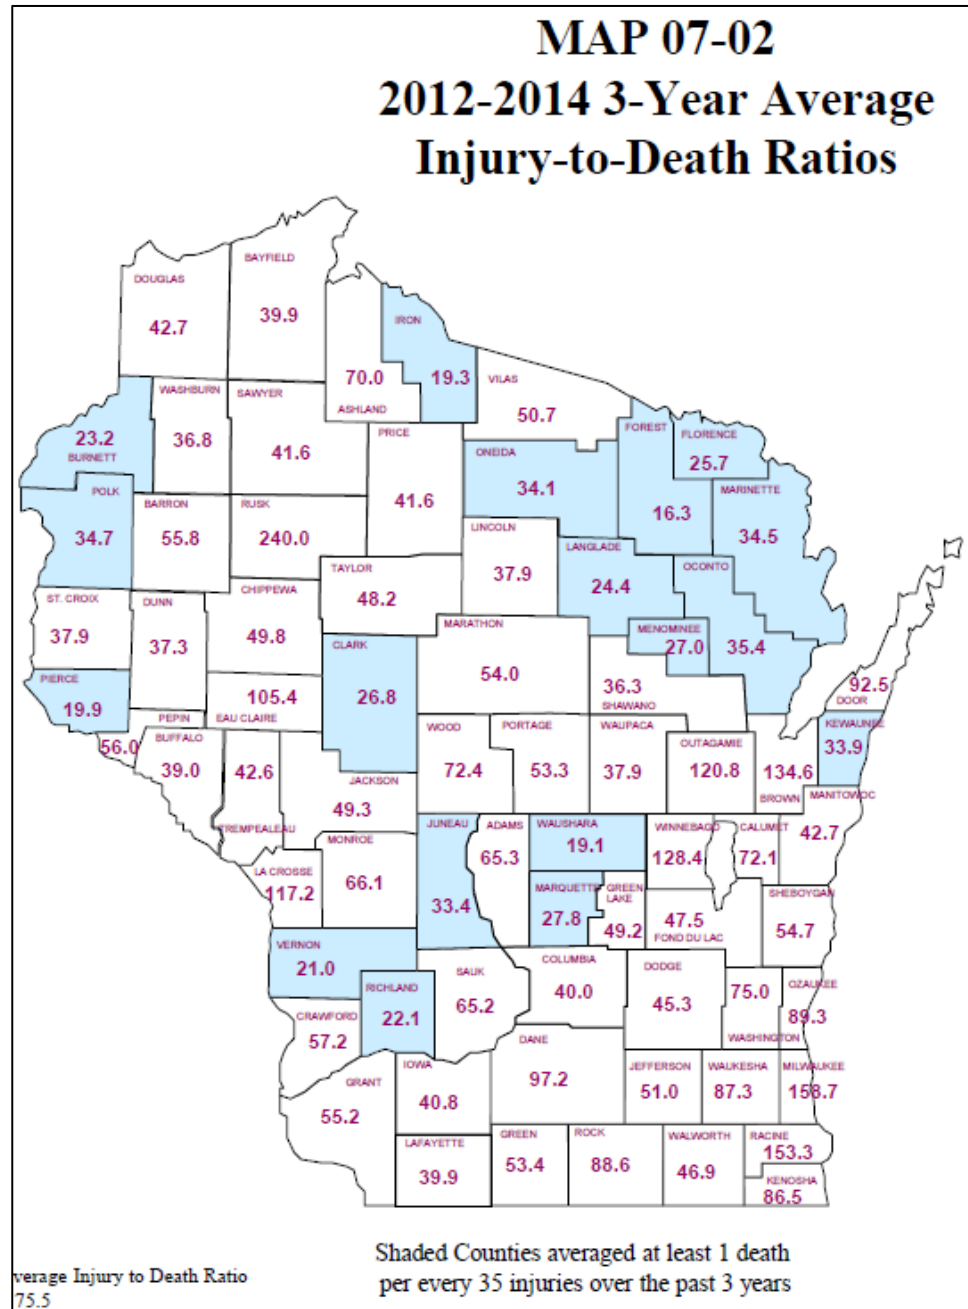 MAP 07-02
2012-2014 3-Year Average
Injury-to-Death Ratios
BAYFIELD
39.9
DOUGLAS
42.7
IRON
19.3
70.0
ASHLAND
VILAS
50.7
WASHBURN
36.8
SAWYER
41.6
23.2
BURNETT
PRICE
41.6
ONEIDA
34.1
FOREST
16.3
FLORENCE
25.7
MARINETTE
34.5
POLK
34.7
BARRON
55.8
RUSK
240.0
LINCOLN
37.9
LANGLADE
24.4
OCONTO
35.4
TAYLOR
48.2
CHIPPEWA
49.8
ST. CROIX
37.9
DUNN
37.3
MARATHON
54.0
MENOMINEE
27.0
CLARK
26.8
36.3
SHAWANO
92.5
DOOR
PIERCE
19.9
105.4
EAU CLAIRE
PEPIN
56.0
BUFFALO
39.0
42.6
TREMPEALEAU
JACKSON
49.3
WOOD
72.4
PORTAGE
53.3
WAUPACA
37.9
OUTAGAMIE
120.8
134.6
BROWN
KEWAUNEE
33.9
MANITOWOC
42.7
MONROE
66.1
LA CROSSE
117.2
JUNEAU
33.4
ADAMS
65.3
WAUSHARA
19.1
WINNEBAGO
128.4
CALUMET
72.1
MARQUETTE
27.8
GREEN
LAKE
49.2
47.5
FOND DU LAC
SHEBOYGAN
54.7
VERNON
21.0
RICHLAND
22.1
SAUK
65.2
COLUMBIA
40.0
DODGE
45.3
75.0
WASHINGTON
OZAUKEE
89.3
CRAWFORD
57.2
DANE
97.2
IOWA
40.8
GRANT
55.2
JEFFERSON
51.0
WAUKESHA
87.3
MILWAUKEE
158.7
LAFAYETTE
39.9
GREEN
53.4
ROCK
88.6
WALWORTH
46.9
RACINE
153.3
KENOSHA
86.5
Shaded Counties averaged at least 1 death
per every 35 injuries over the past 3 years
verage Injury to Death Ratio
75.5